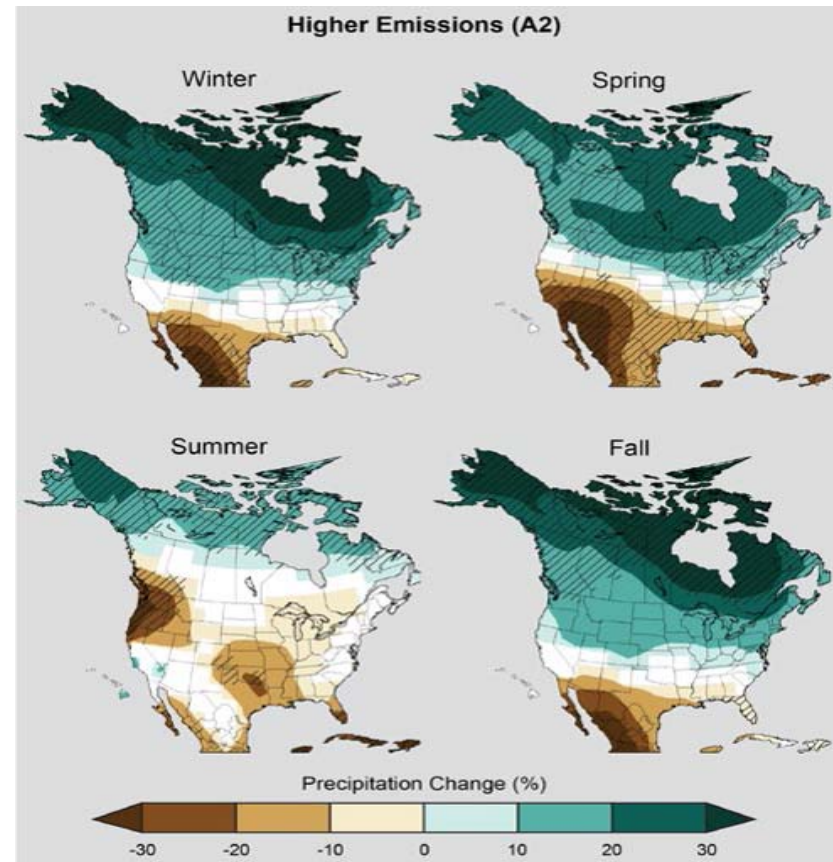 Higher Emissions (A2)
Winter
Spring
Summer
Fall
Precipitation Change (%)
-30 -20 -10 0 10 20 30